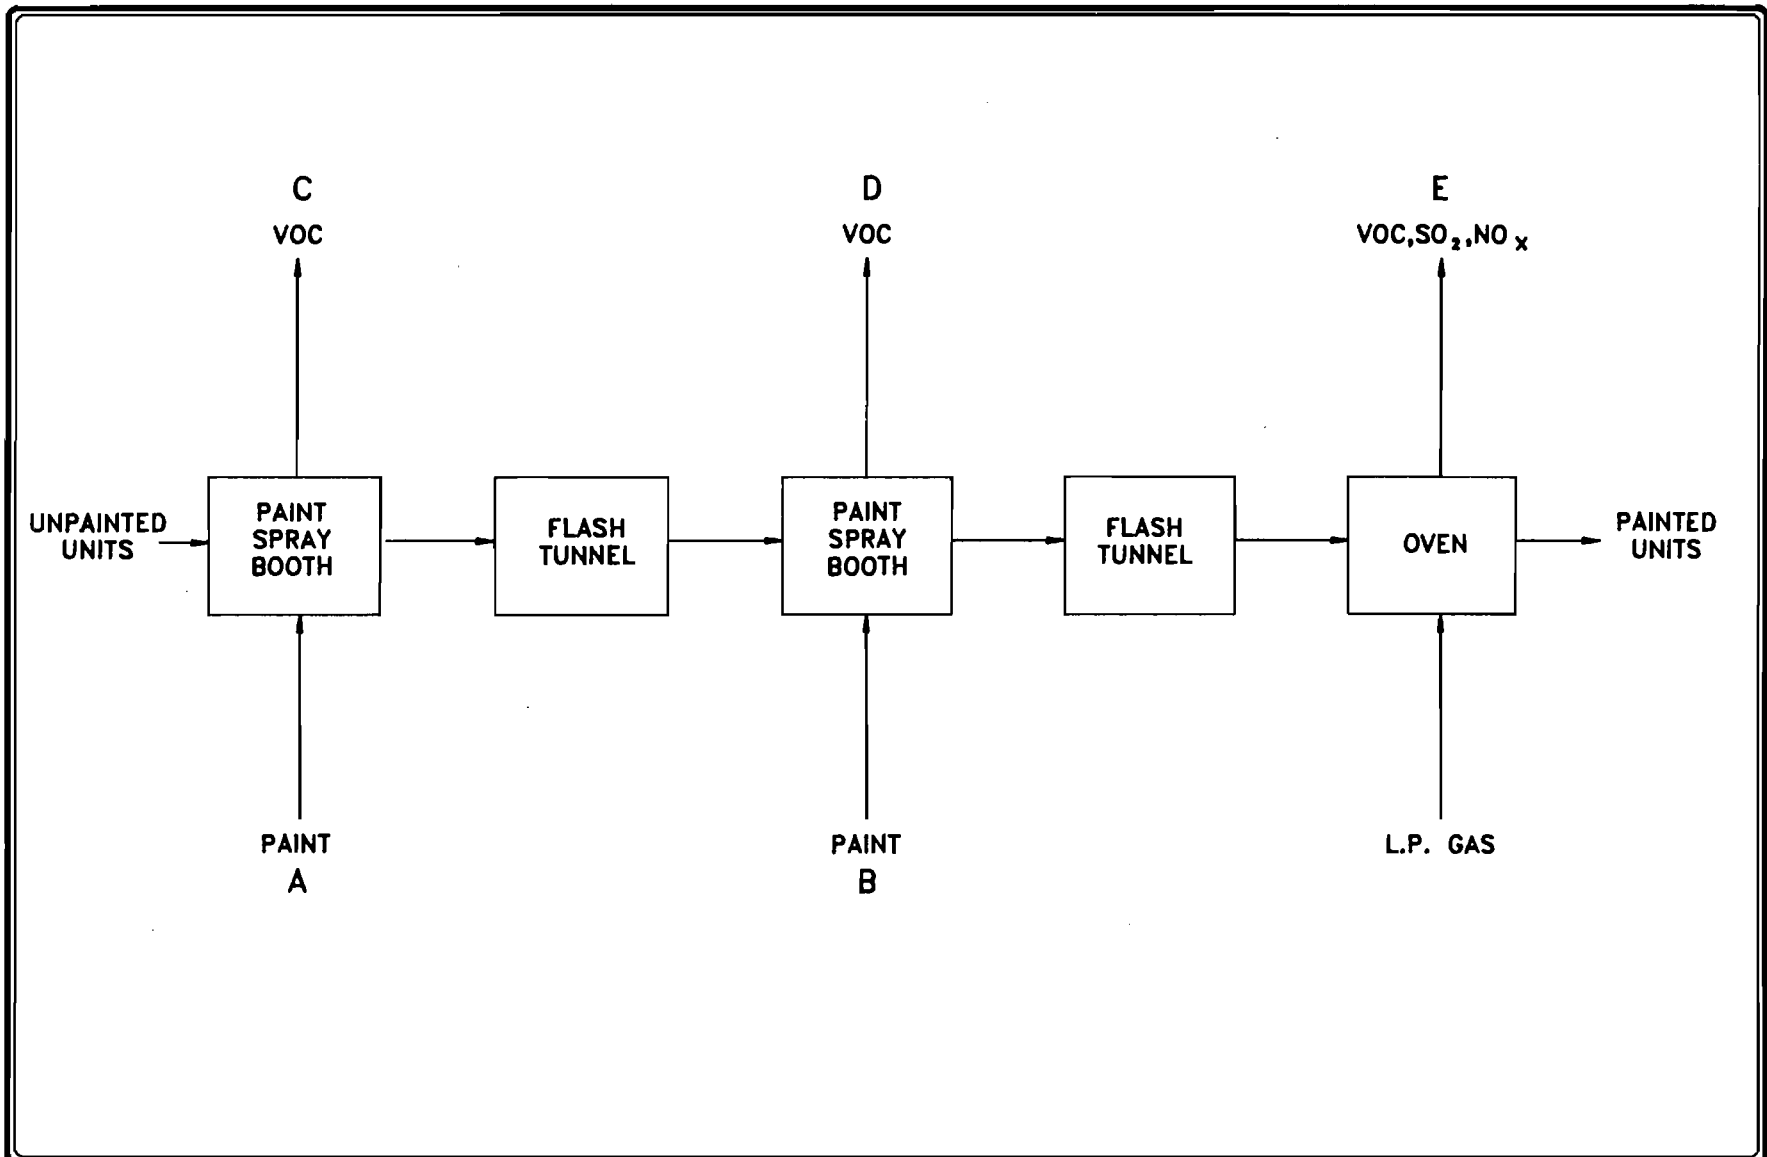 C
VOC
D
VOC
E
VOC,SO₂,NOₓ
UNPAINTED
UNITS
PAINT
SPRAY
BOOTH
FLASH
TUNNEL
PAINT
SPRAY
BOOTH
FLASH
TUNNEL
OVEN
PAINTED
UNITS
PAINT
A
PAINT
B
L.P. GAS